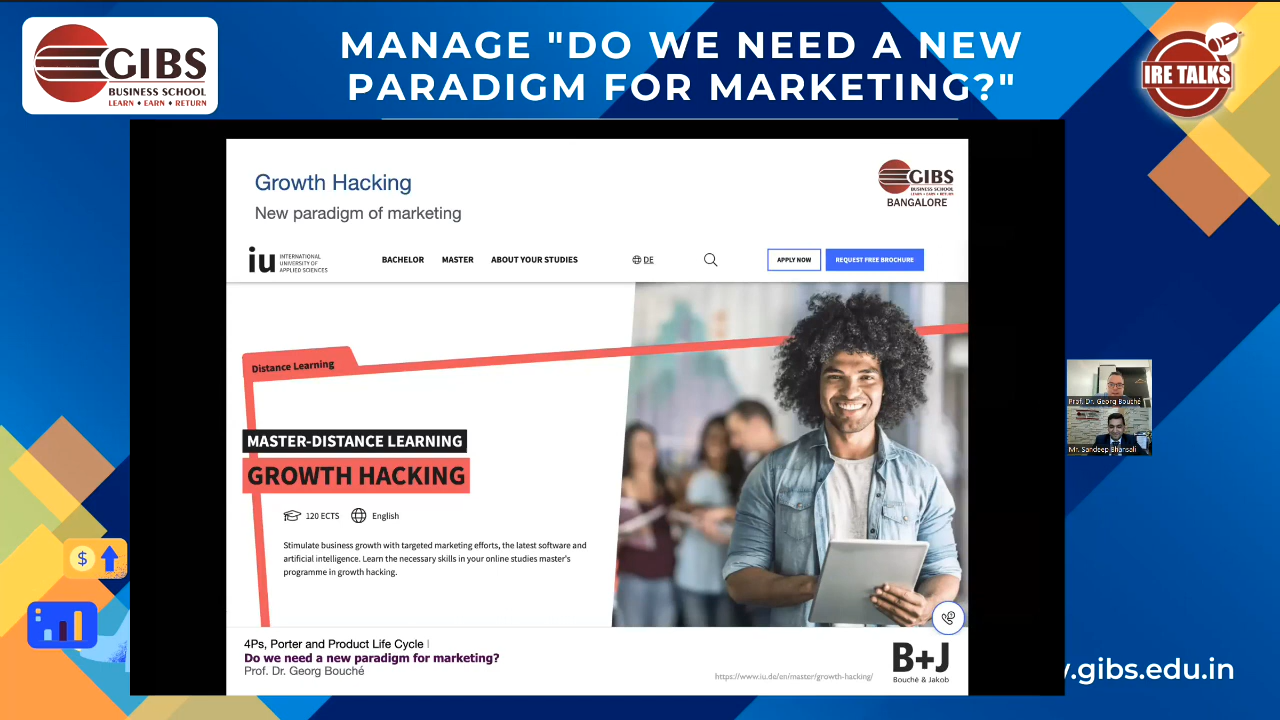 GIBS
BUSINESS SCHOOL
LEARN ♦ EARN ♦ RETURN
MANAGE "DO WE NEED A NEW
PARADIGM FOR MARKETING?"
IRE TALKS
Growth Hacking
New paradigm of marketing
GIBS
BUSINESS SCHOOL
LEARN • EARN • RETURN
BANGALORE
iu INTERNATIONAL
UNIVERSITY OF
APPLIED SCIENCES
BACHELOR MASTER ABOUT YOUR STUDIES DE APPLY NOW REQUEST FREE BROCHURE
Distance Learning
MASTER-DISTANCE LEARNING
GROWTH HACKING
120 ECTS English
Stimulate business growth with targeted marketing efforts, the latest software and
artificial intelligence. Learn the necessary skills in your online studies master's
programme in growth hacking.
Prof. Dr. Georg Bouché
Mr. Sandeep Bhansali
$
4Ps, Porter and Product Life Cycle |
Do we need a new paradigm for marketing?
Prof. Dr. Georg Bouché
https://www.iu.de/en/master/growth-hacking/
B+J
Bouché & Jakob
.gibs.edu.in